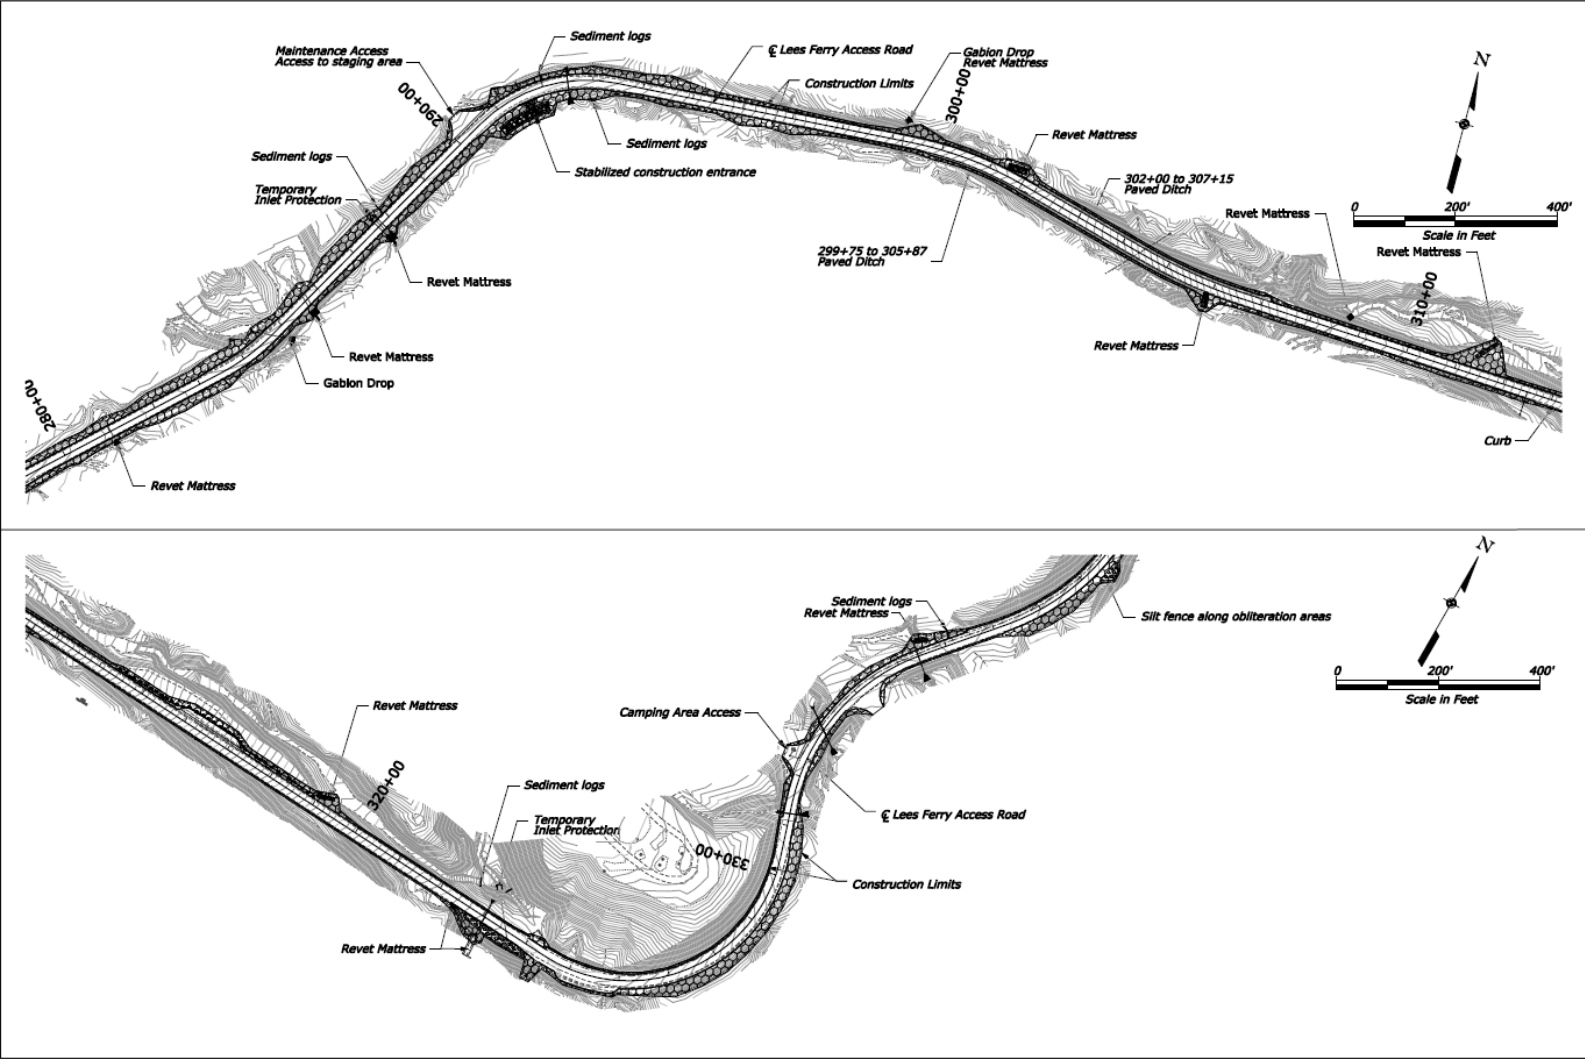 Sediment logs
Maintenance Access
Access to staging area
℄ Lees Ferry Access Road
Gabion Drop
Revet Mattress
Construction Limits
290+00
300+00
N
Revet Mattress
Sediment logs
Sediment logs
Stabilized construction entrance
Temporary
Inlet Protection
302+00 to 307+15
Paved Ditch
Revet Mattress
0 200' 400'
Scale in Feet
299+75 to 305+87
Paved Ditch
Revet Mattress
Revet Mattress
310+00
Revet Mattress
Revet Mattress
Gabion Drop
280+00
Curb
Revet Mattress
N
Sediment logs
Revet Mattress
Silt fence along obliteration areas
0 200' 400'
Scale in Feet
Revet Mattress
Camping Area Access
320+00
Sediment logs
Temporary
Inlet Protection
℄ Lees Ferry Access Road
330+00
Construction Limits
Revet Mattress